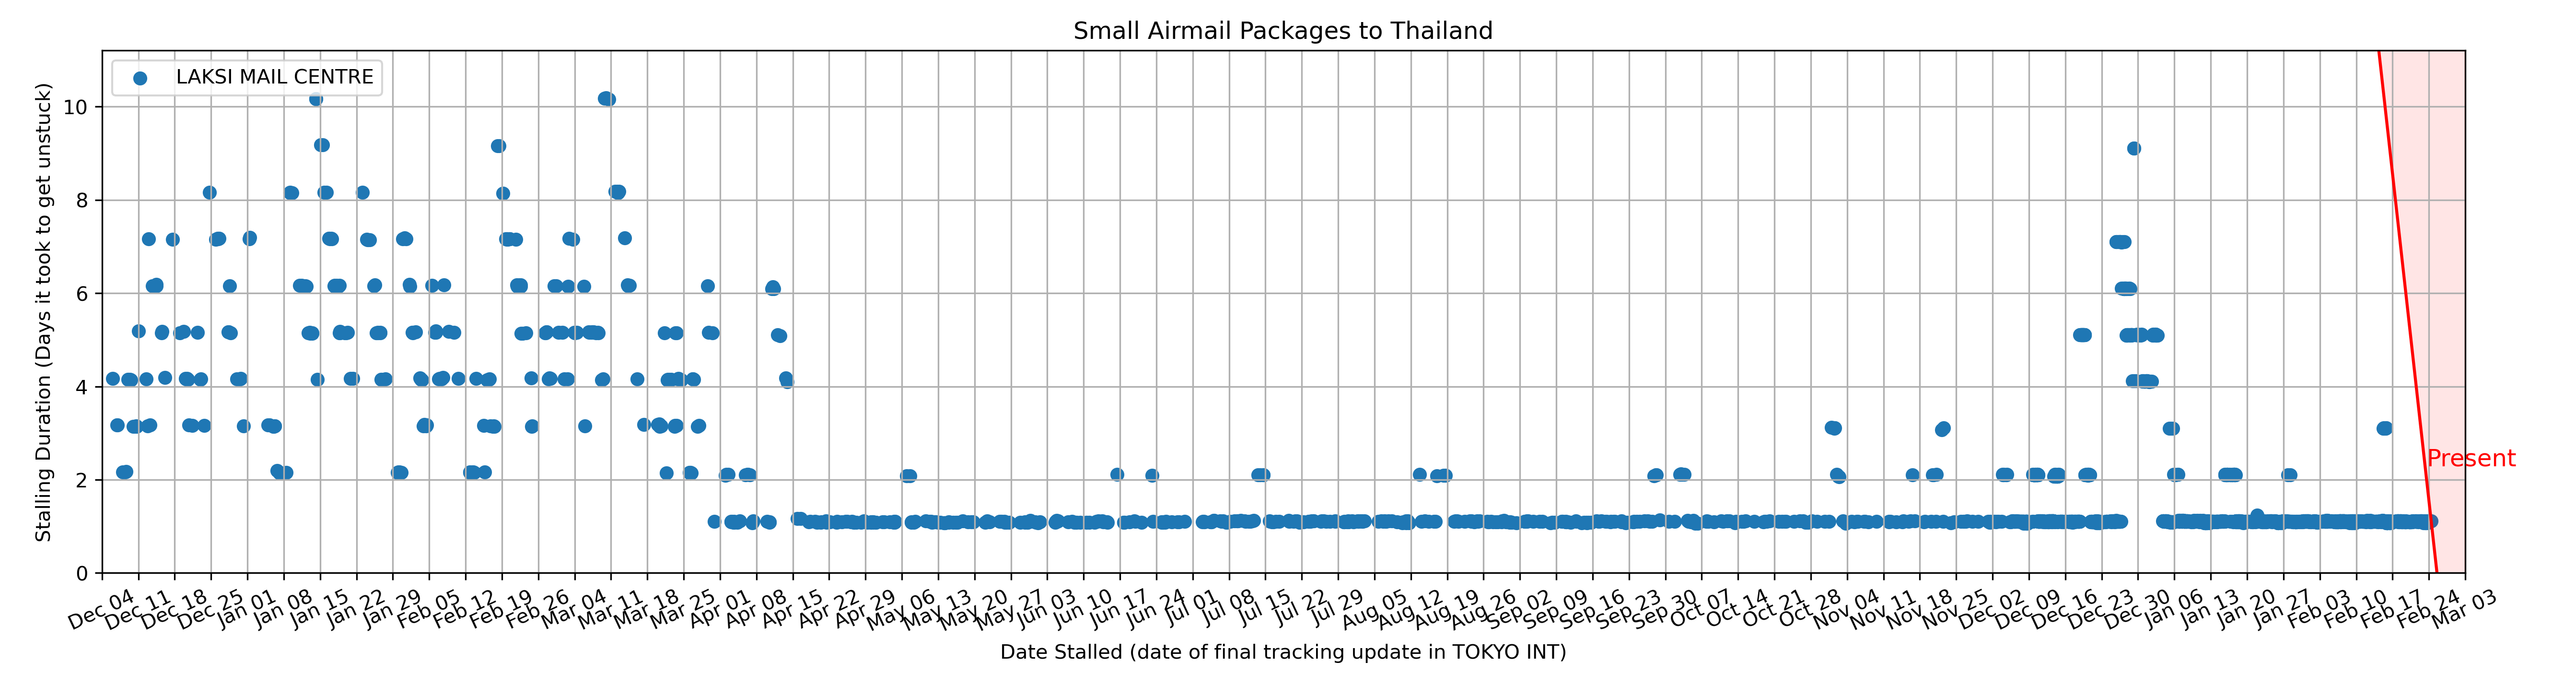 Small Airmail Packages to Thailand
LAKSI MAIL CENTRE
Stalling Duration (Days it took to get unstuck)
10
8
6
4
2
0
Present
Dec 04
Dec 11
Dec 18
Dec 25
Jan 01
Jan 08
Jan 15
Jan 22
Jan 29
Feb 05
Feb 12
Feb 19
Feb 26
Mar 04
Mar 11
Mar 18
Mar 25
Apr 01
Apr 08
Apr 15
Apr 22
Apr 29
May 06
May 13
May 20
May 27
Jun 03
Jun 10
Jun 17
Jun 24
Jul 01
Jul 08
Jul 15
Jul 22
Jul 29
Aug 05
Aug 12
Aug 19
Aug 26
Sep 02
Sep 09
Sep 16
Sep 23
Sep 30
Oct 07
Oct 14
Oct 21
Oct 28
Nov 04
Nov 11
Nov 18
Nov 25
Dec 02
Dec 09
Dec 16
Dec 23
Dec 30
Jan 06
Jan 13
Jan 20
Jan 27
Feb 03
Feb 10
Feb 17
Feb 24
Mar 03
Date Stalled (date of final tracking update in TOKYO INT)